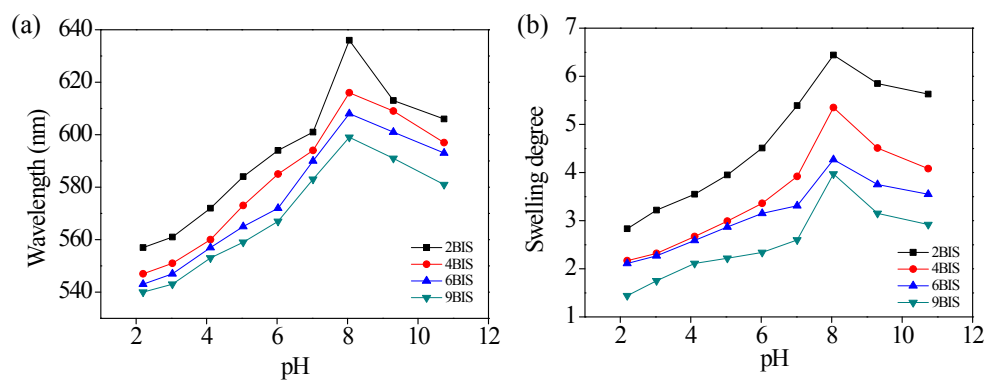 (a)
Wavelength (nm)
640
620
600
580
560
540
0 2 4 6 8 10 12
pH
2BIS
4BIS
6BIS
9BIS
(b)
Swelling degree
7
6
5
4
3
2
1
0 2 4 6 8 10 12
pH
2BIS
4BIS
6BIS
9BIS